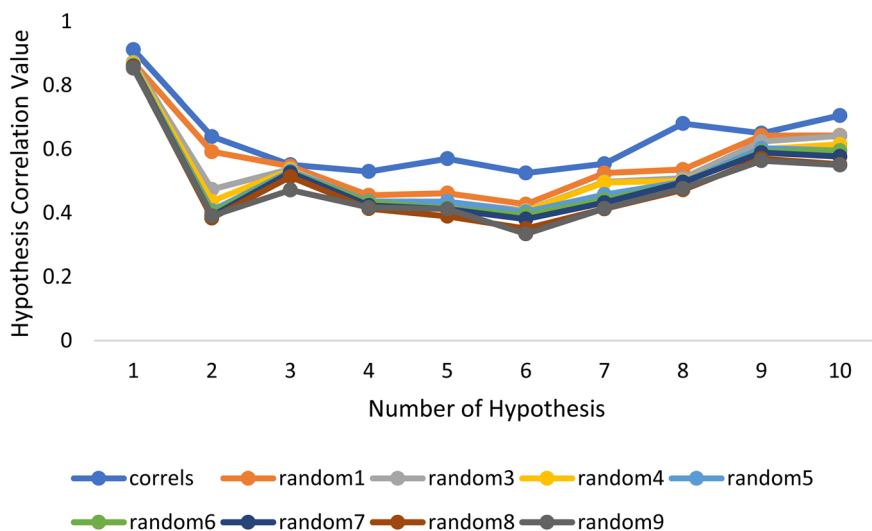 Hypothesis Correlation Value
1
0.8
0.6
0.4
0.2
0
1 2 3 4 5 6 7 8 9 10
Number of Hypothesis
correls random1 random3 random4 random5
random6 random7 random8 random9